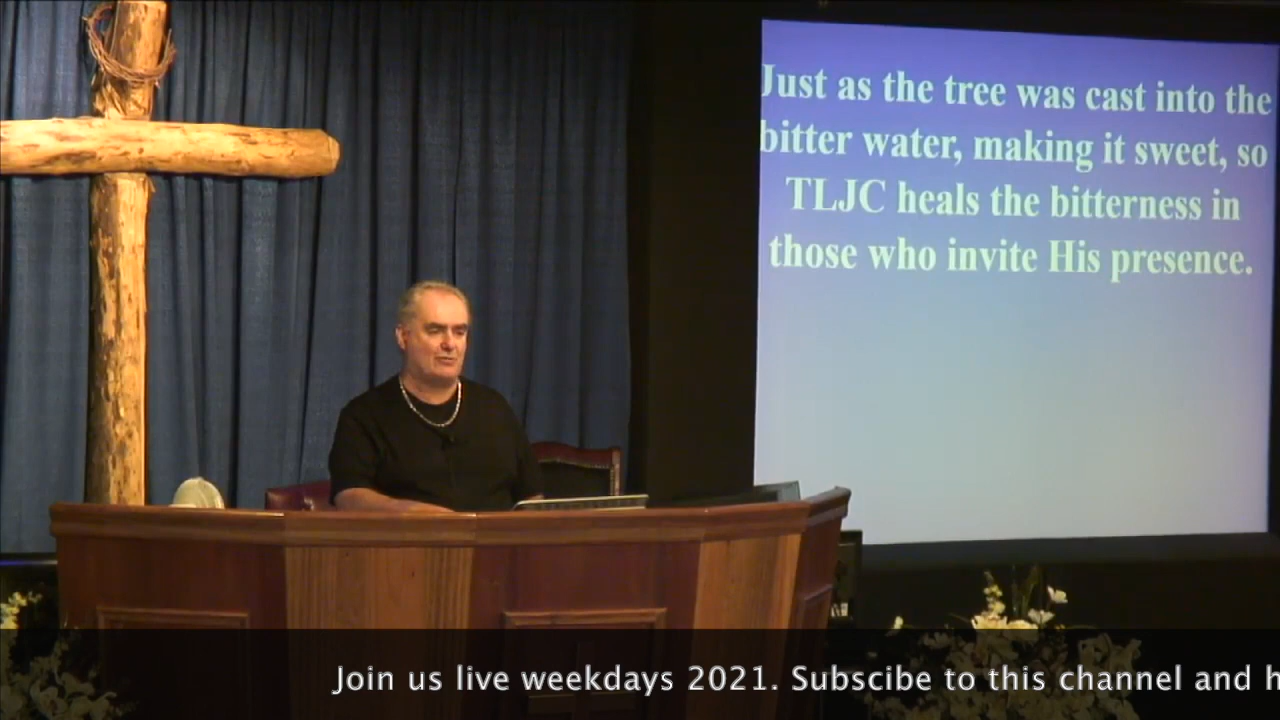 Just as the tree was cast into the
bitter water, making it sweet, so
TLJC heals the bitterness in
those who invite His presence.
Join us live weekdays 2021. Subscibe to this channel and h